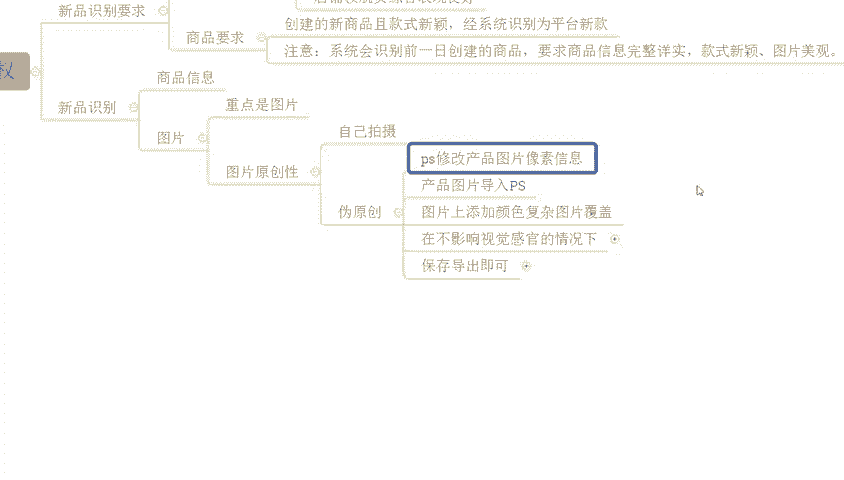 新品识别要求
商品要求
创建的新商品且款式新颖，经系统识别为平台新款
注意：系统会识别前一日创建的商品，要求商品信息完整详实，款式新颖、图片美观。
权
新品识别
商品信息
图片
重点是图片
图片原创性
自己拍摄
伪原创
ps修改产品图片像素信息
产品图片导入PS
图片上添加颜色复杂图片覆盖
在不影响视觉感官的情况下
保存导出即可